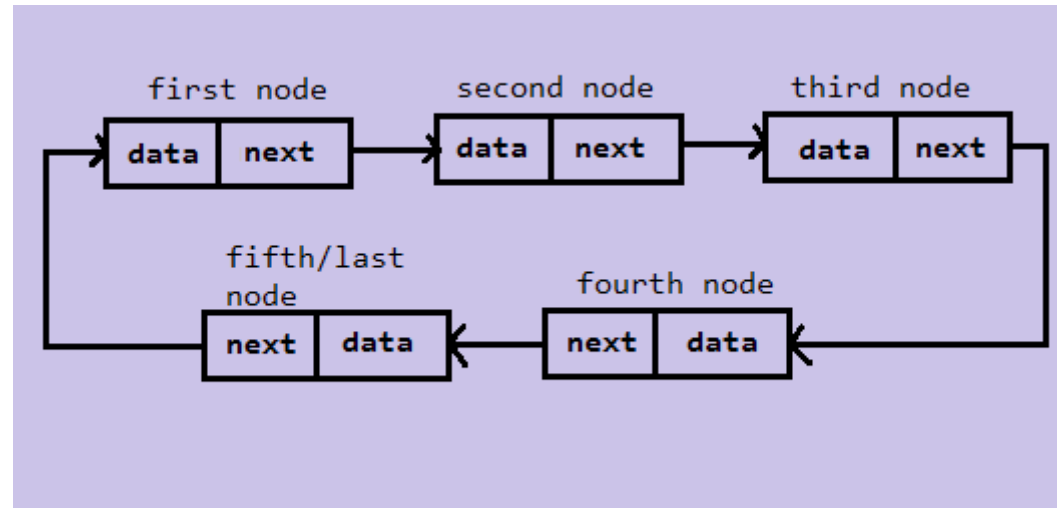 first node
second node
third node
data
next
data
next
data
next
fifth/last
node
fourth node
next
data
next
data